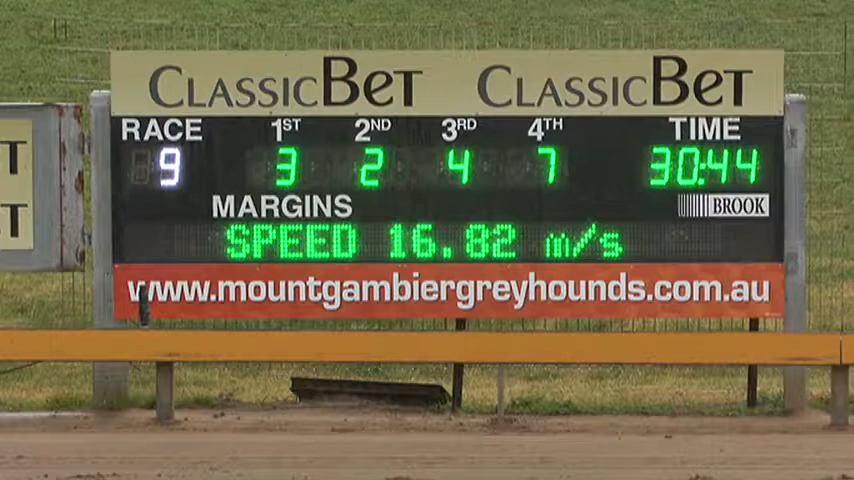 CLASSICBET CLASSICBET
RACE 1ST 2ND 3RD 4TH TIME
9 3 2 4 7 30:44
MARGINS BROOK
SPEED 16.82 m/s
www.mountgambiergreyhounds.com.au
T
ST